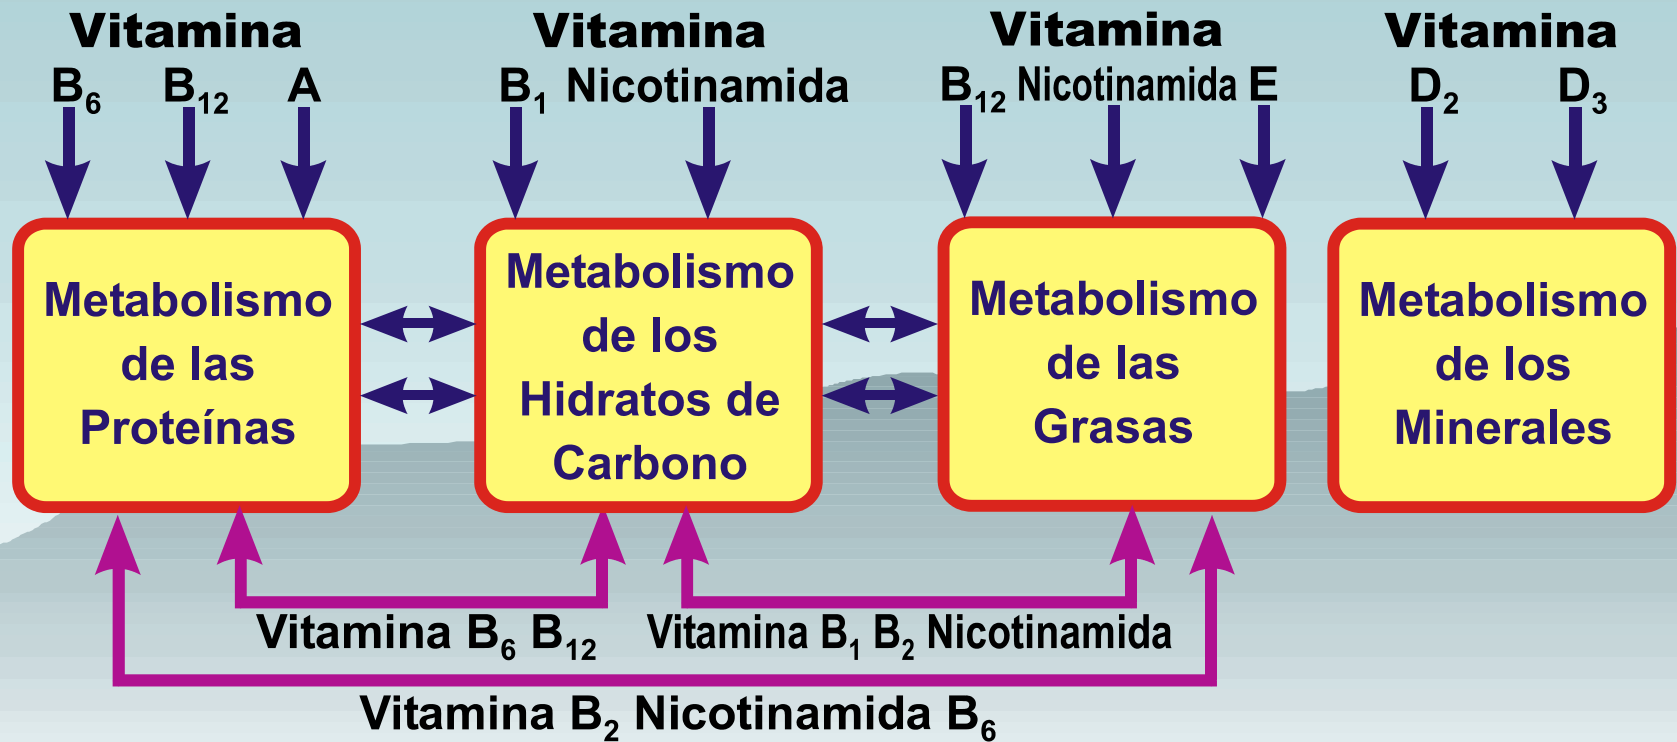 Vitamina
B6 B12 A
Vitamina
B1 Nicotinamida
Vitamina
B12 Nicotinamida E
Vitamina
D2 D3
Metabolismo
de las
Proteínas
Metabolismo
de los
Hidratos de
Carbono
Metabolismo
de las
Grasas
Metabolismo
de los
Minerales
Vitamina B6 B12
Vitamina B1 B2 Nicotinamida
Vitamina B2 Nicotinamida B6